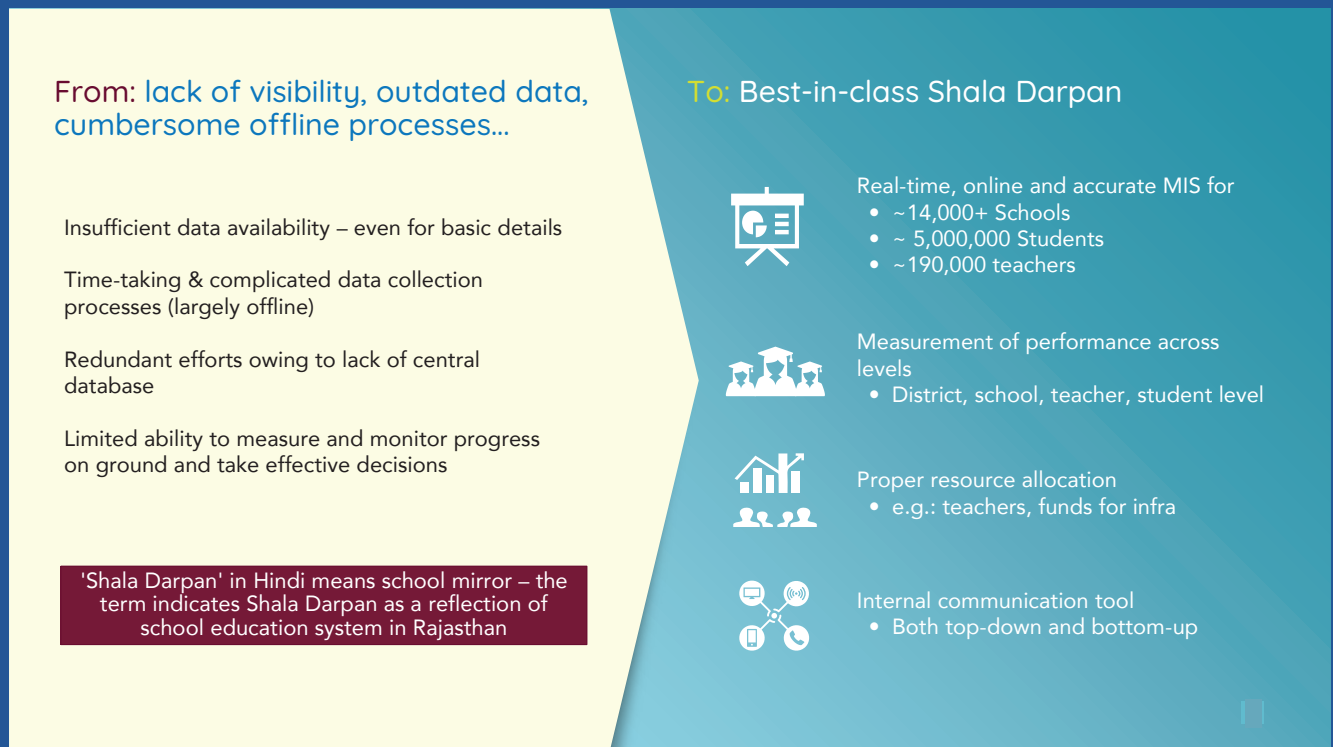 From: lack of visibility, outdated data,
cumbersome offline processes...
Insufficient data availability – even for basic details
Time-taking & complicated data collection
processes (largely offline)
Redundant efforts owing to lack of central
database
Limited ability to measure and monitor progress
on ground and take effective decisions
'Shala Darpan' in Hindi means school mirror – the
term indicates Shala Darpan as a reflection of
school education system in Rajasthan
To: Best-in-class Shala Darpan
Real-time, online and accurate MIS for
• ~14,000+ Schools
• ~ 5,000,000 Students
• ~190,000 teachers
Measurement of performance across
levels
• District, school, teacher, student level
Proper resource allocation
• e.g.: teachers, funds for infra
Internal communication tool
• Both top-down and bottom-up